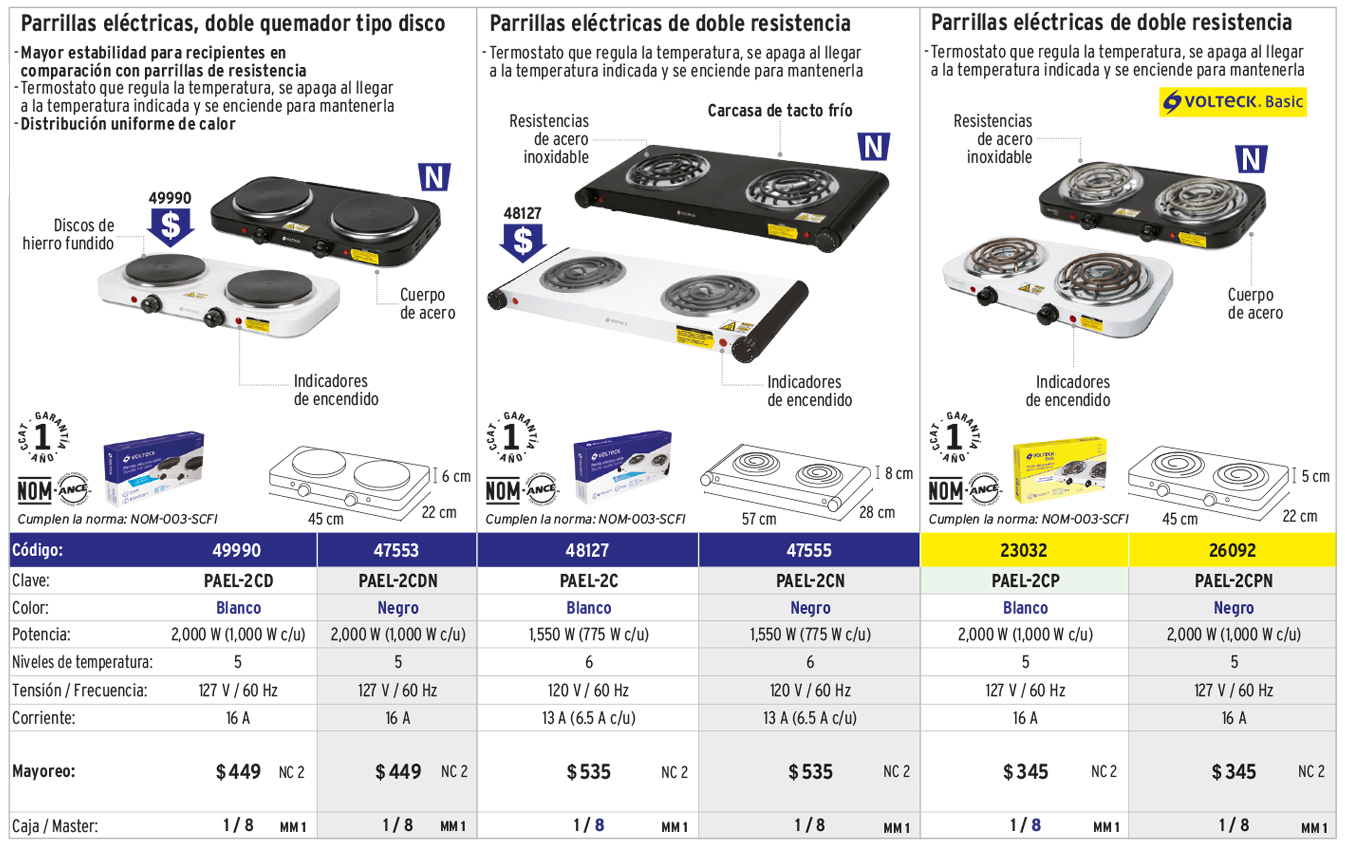 Parrillas eléctricas, doble quemador tipo disco
- Mayor estabilidad para recipientes en
comparación con parrillas de resistencia
- Termostato que regula la temperatura, se apaga al llegar
a la temperatura indicada y se enciende para mantenerla
- Distribución uniforme de calor
N
49990
$
Discos de
hierro fundido
VOLTECK
Cuerpo
de acero
Indicadores
de encendido
CCAT - GARANTÍA
1
AÑO
VOLTECK
NOM
ANCE
6 cm
22 cm
45 cm
Cumplen la norma: NOM-003-SCFI
Parrillas eléctricas de doble resistencia
- Termostato que regula la temperatura, se apaga al llegar
a la temperatura indicada y se enciende para mantenerla
Carcasa de tacto frío
Resistencias
de acero
inoxidable
N
48127
$
VOLTECK
VOLTECK
Indicadores
de encendido
CCAT - GARANTÍA
1
AÑO
VOLTECK
NOM
ANCE
8 cm
28 cm
57 cm
Cumplen la norma: NOM-003-SCFI
Parrillas eléctricas de doble resistencia
- Termostato que regula la temperatura, se apaga al llegar
a la temperatura indicada y se enciende para mantenerla
VOLTECK. Basic
Resistencias
de acero
inoxidable
N
Cuerpo
de acero
Indicadores
de encendido
CCAT - GARANTÍA
1
AÑO
VOLTECK
NOM
ANCE
5 cm
22 cm
45 cm
Cumplen la norma: NOM-003-SCFI
Código: 49990 47553 48127 47555 23032 26092
Clave: PAEL-2CD PAEL-2CDN PAEL-2C PAEL-2CN PAEL-2CP PAEL-2CPN
Color: Blanco Negro Blanco Negro Blanco Negro
Potencia: 2,000 W (1,000 W c/u) 2,000 W (1,000 W c/u) 1,550 W (775 W c/u) 1,550 W (775 W c/u) 2,000 W (1,000 W c/u) 2,000 W (1,000 W c/u)
Niveles de temperatura: 5 5 6 6 5 5
Tensión / Frecuencia: 127 V / 60 Hz 127 V / 60 Hz 120 V / 60 Hz 120 V / 60 Hz 127 V / 60 Hz 127 V / 60 Hz
Corriente: 16 A 16 A 13 A (6.5 A c/u) 13 A (6.5 A c/u) 16 A 16 A
Mayoreo: $ 449 NC 2 $ 449 NC 2 $ 535 NC 2 $ 535 NC 2 $ 345 NC 2 $ 345 NC 2
Caja / Master: 1 / 8 MM 1 1 / 8 MM 1 1 / 8 MM 1 1 / 8 MM 1 1 / 8 MM 1 1 / 8 MM 1